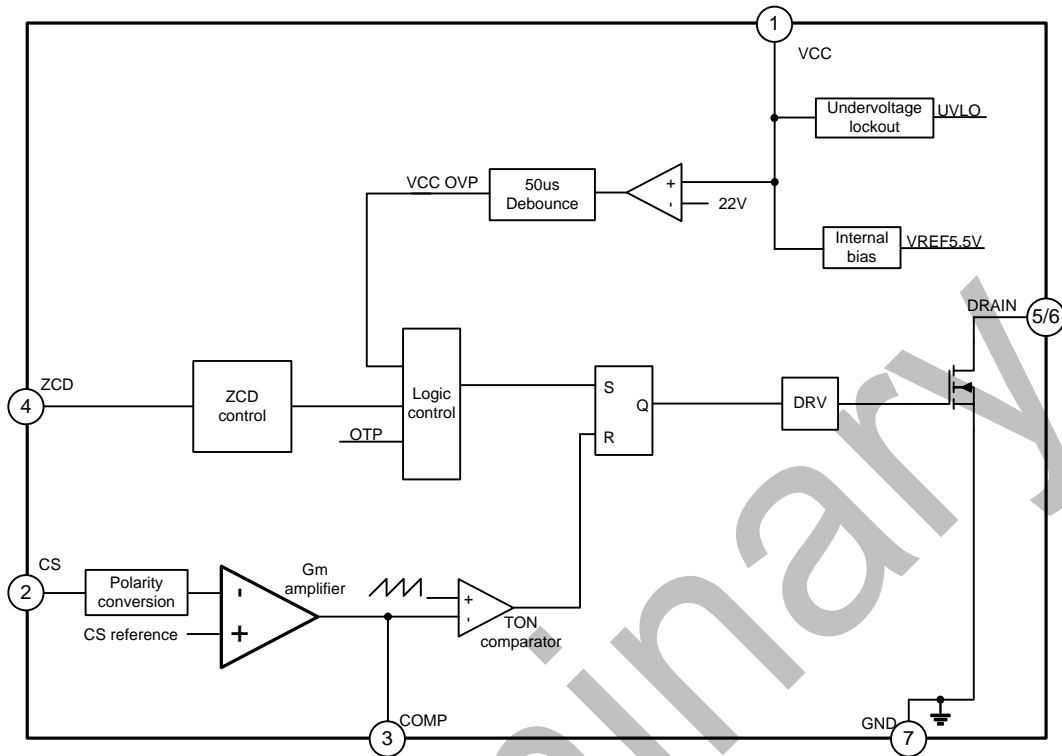 1
VCC
Undervoltage
lockout
UVLO
VCC OVP
50us
Debounce
+
-
22V
Internal
bias
VREF5.5V
DRAIN
5/6
ZCD
4
ZCD
control
Logic
control
OTP
S
R
Q
DRV
CS
2
Polarity
conversion
CS reference
-
+
Gm
amplifier
+
-
TON
comparator
COMP
3
GND
7
inary